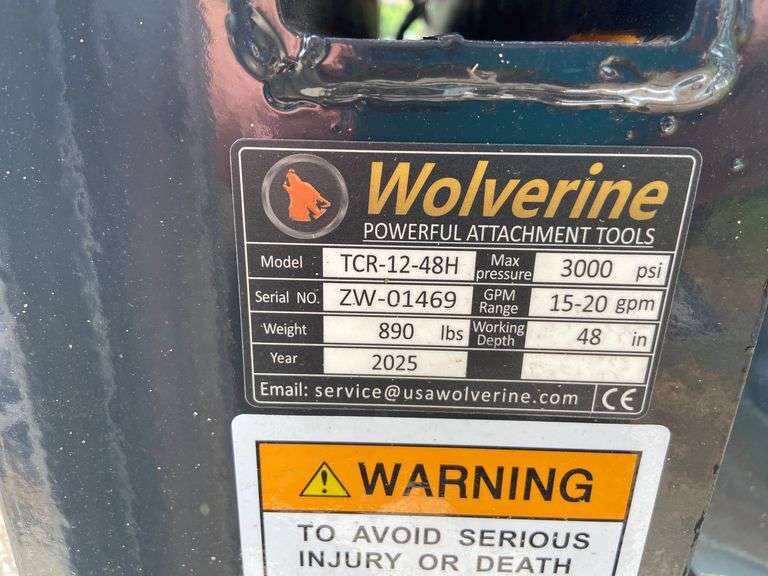 Wolverine
POWERFUL ATTACHMENT TOOLS
Model TCR-12-48H Max pressure 3000 psi
Serial NO. ZW-01469 GPM Range 15-20 gpm
Weight 890 lbs Working Depth 48 in
Year 2025
Email: service@usawolverine.com CE
WARNING
TO AVOID SERIOUS
INJURY OR DEATH